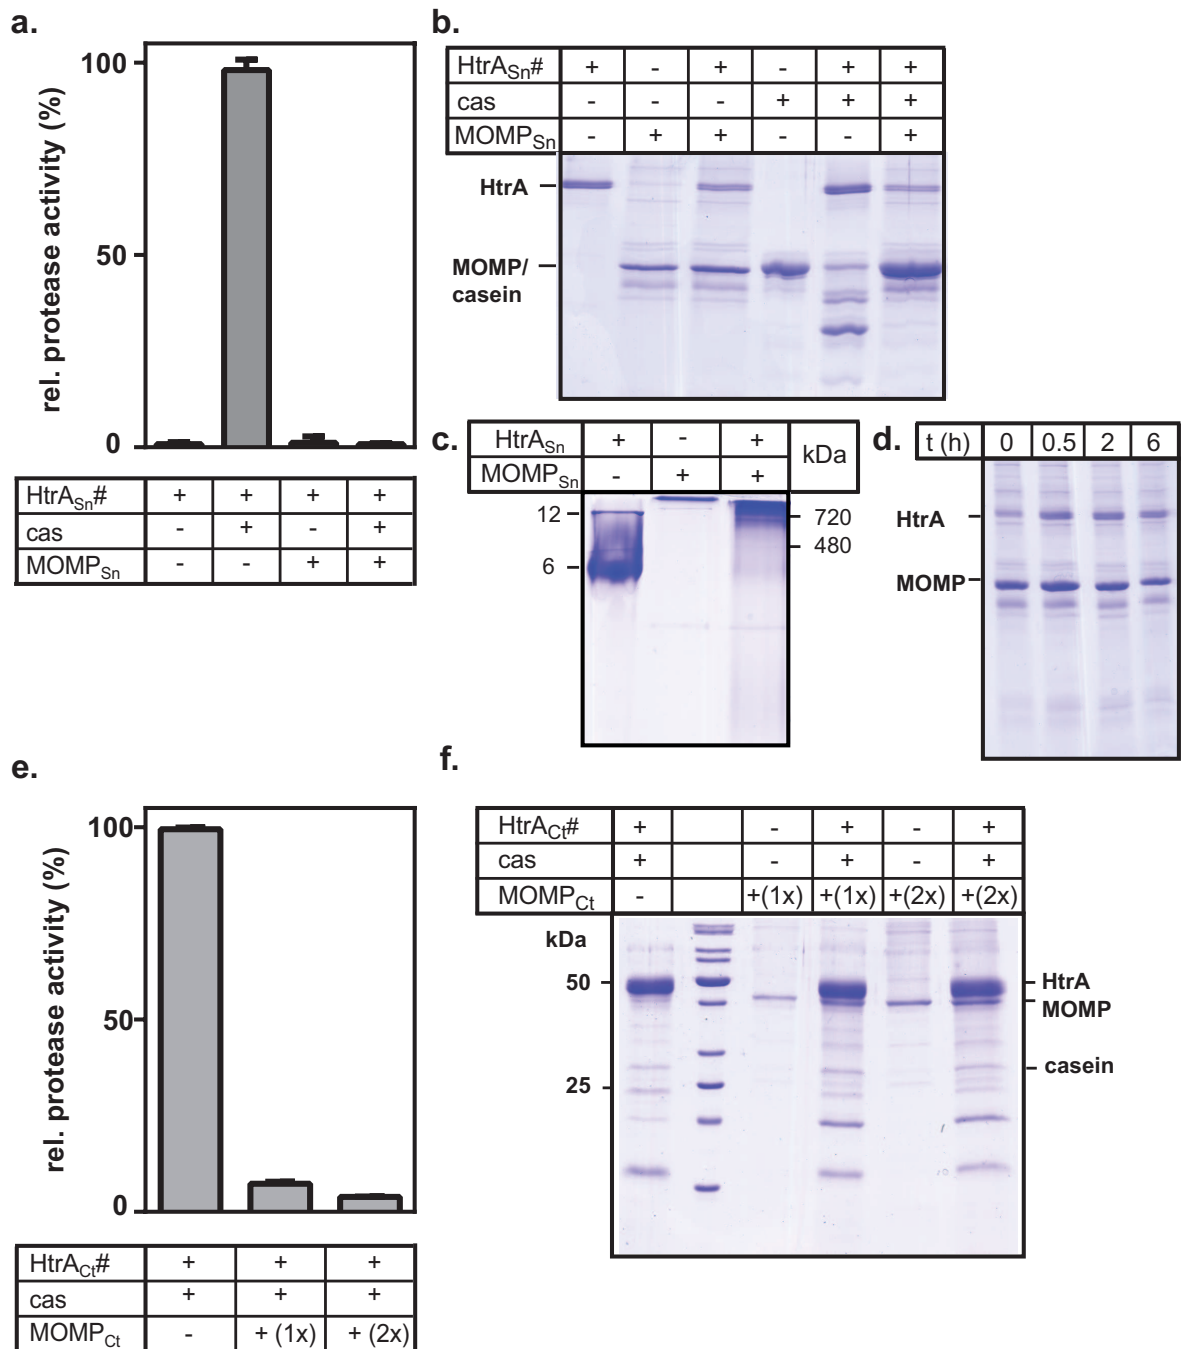 a.
rel. protease activity (%)
100
50
0
HtrASn# + + + +
cas - + - +
MOMPSn - - + +
b.
HtrASn# + - + - + +
cas - - - + + +
MOMPSn - + + - - +
HtrA
MOMP/
casein
c.
HtrASn + - + kDa
MOMPSn - + +
12
6
720
480
d.
t (h) 0 0.5 2 6
HtrA
MOMP
e.
rel. protease activity (%)
100
50
0
HtrACt# + + +
cas + + +
MOMPCt - + (1x) + (2x)
f.
HtrACt# + - + - +
cas + - + - +
MOMPCt - +(1x) +(1x) +(2x) +(2x)
kDa
50
25
HtrA
MOMP
casein